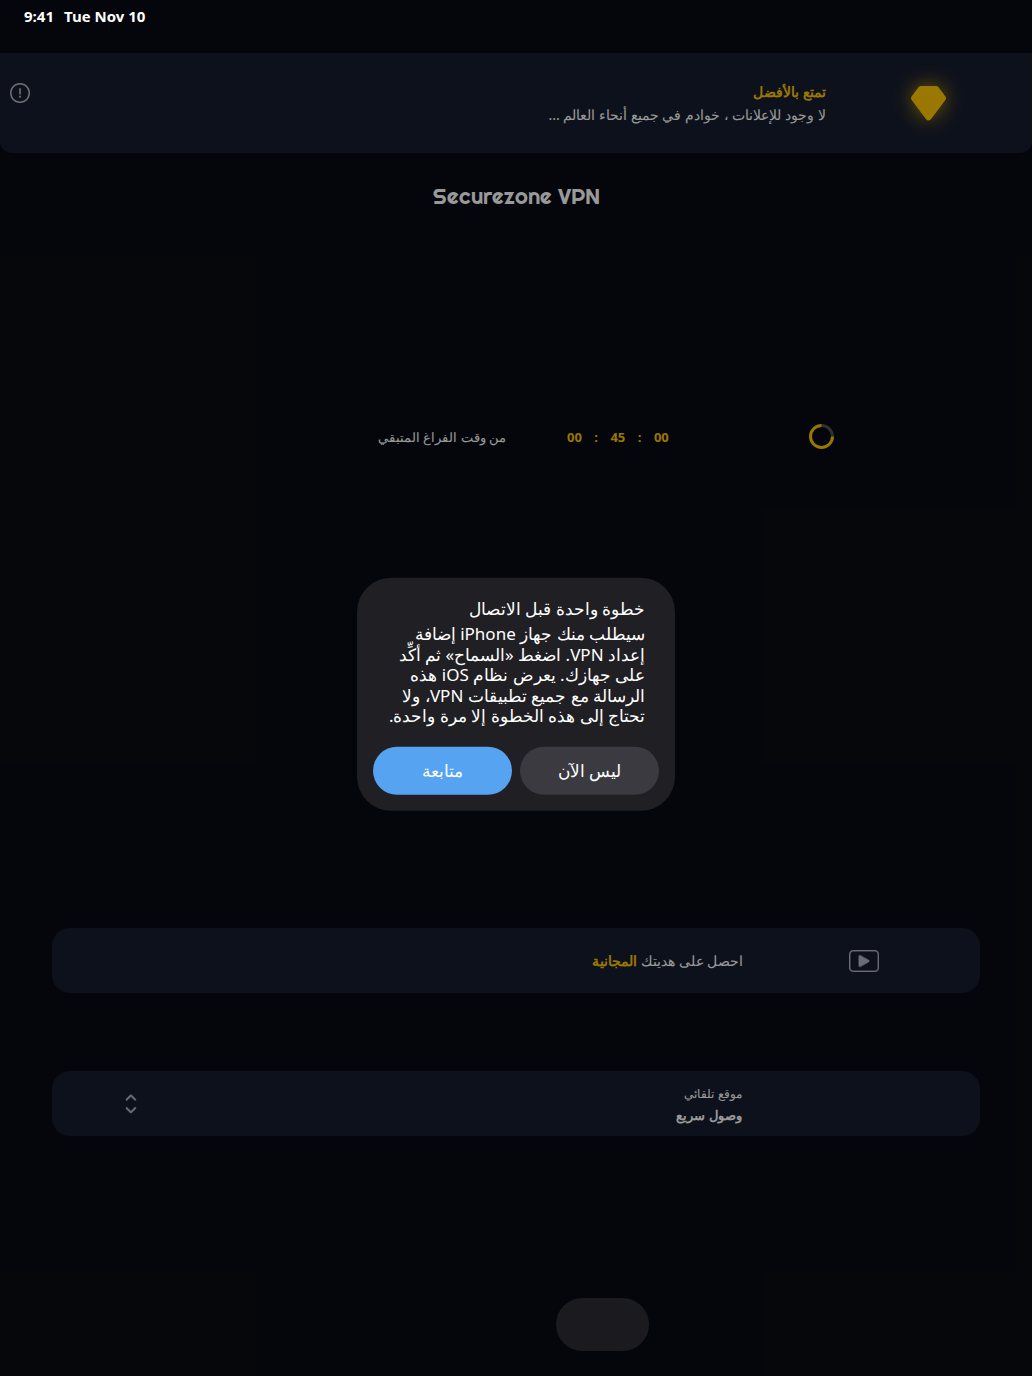 9:41 Tue Nov 10
تمتع بالأفضل
لا وجود للإعلانات ، خوادم في جميع أنحاء العالم ...
Securezone VPN
من وقت الفراغ المتبقي
00 : 45 : 00
خطوة واحدة قبل الاتصال
سيطلب منك جهاز iPhone إضافة
إعداد VPN. اضغط «السماح» ثم أكِّد
على جهازك. يعرض نظام iOS هذه
الرسالة مع جميع تطبيقات VPN، ولا
تحتاج إلى هذه الخطوة إلا مرة واحدة.
ليس الآن
متابعة
احصل على هديتك المجانية
موقع تلقائي
وصول سريع